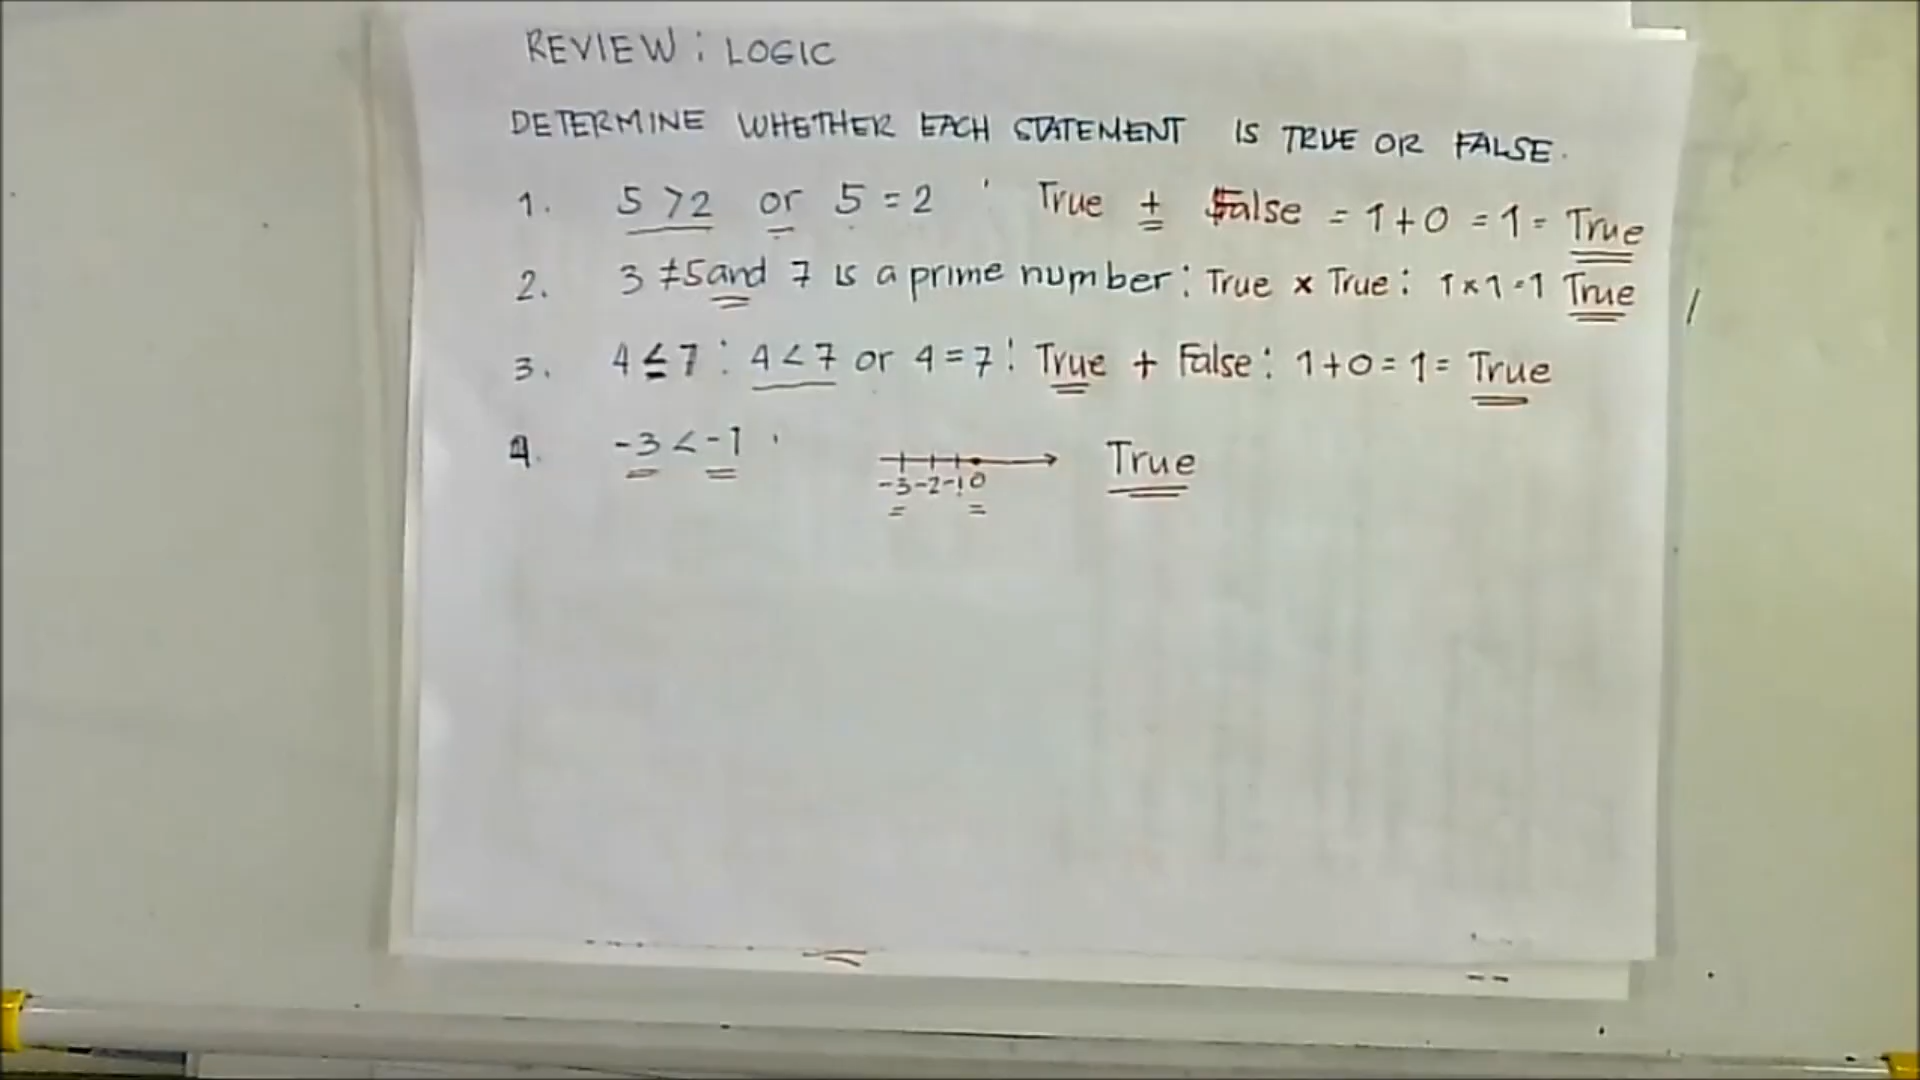 REVIEW : LOGIC
DETERMINE WHETHER EACH STATEMENT IS TRUE OR FALSE.
1. 5 > 2 or 5 = 2 : True + False = 1 + 0 = 1 = True
2. 3 ≠ 5 and 7 is a prime number : True x True : 1 x 1 = 1 True
3. 4 ≤ 7 : 4 < 7 or 4 = 7 : True + False : 1 + 0 = 1 = True
4. -3 < -1 : True
-3 -2 -1 0